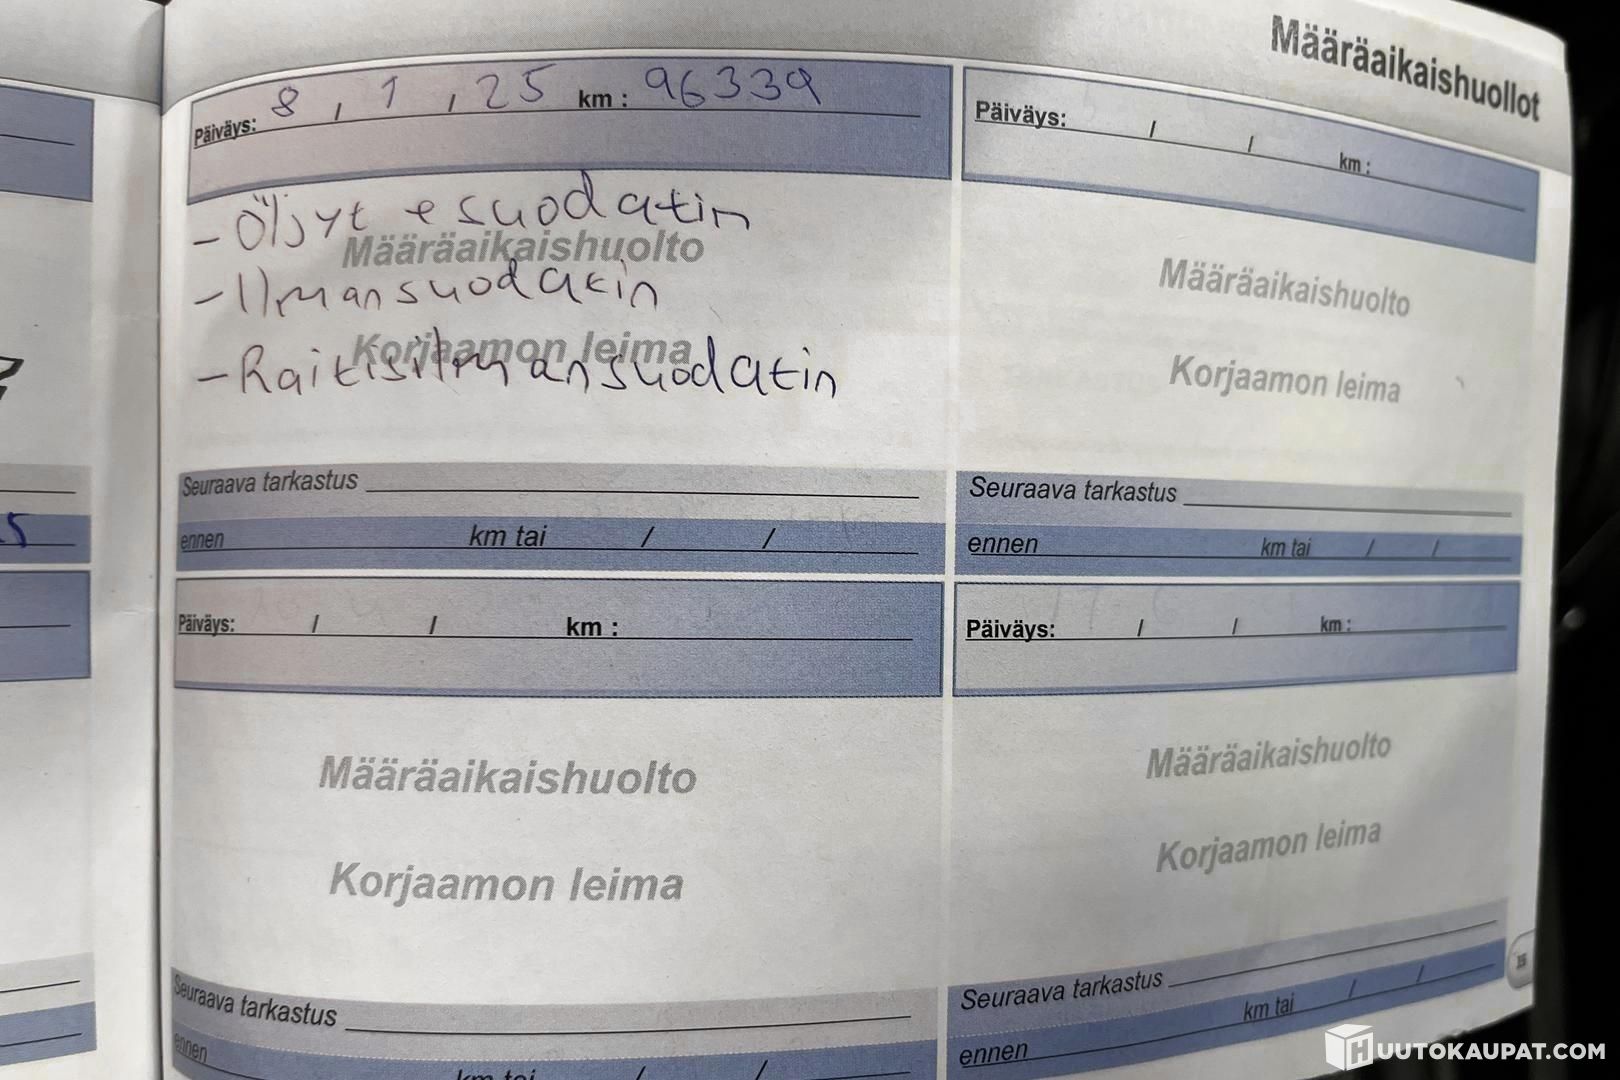 Määräaikaishuollot
Päiväys: 8 / 1 / 25 km : 96339
- Öljyt + suodatin
Määräaikaishuolto
- Ilmansuodatin
Korjaamon leima
- Raitisilmansuodatin
Seuraava tarkastus
ennen km tai / /
Päiväys: / / km :
Määräaikaishuolto
Korjaamon leima
Seuraava tarkastus
ennen km tai / /
Päiväys: / / km :
Määräaikaishuolto
Korjaamon leima
Seuraava tarkastus
ennen km tai / /
Päiväys: / / km :
Määräaikaishuolto
Korjaamon leima
Seuraava tarkastus
ennen km tai / /
HUUTOKAUPAT.COM